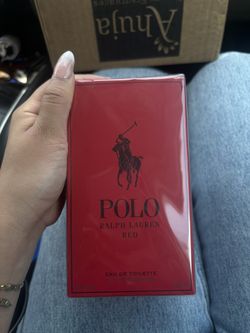 Ahuja
POLO
RALPH LAUREN
RED
EAU DE TOILETTE